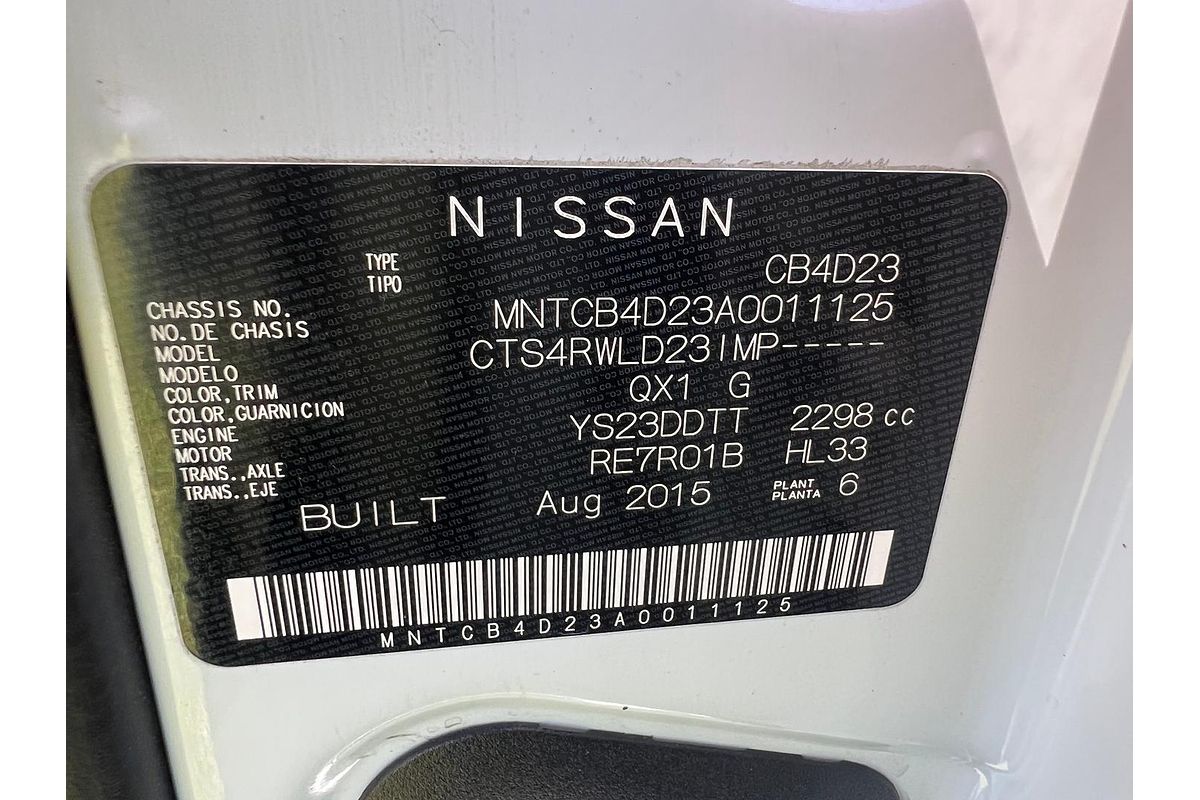 NISSAN
TYPE CB4D23
TIPO
CHASSIS NO. MNTCB4D23A0011125
NO.DE CHASIS
MODEL CTS4RWLD23IMP-----
MODELO
COLOR,TRIM QX1 G
COLOR,GUARNICION
ENGINE YS23DDTT 2298 cc
MOTOR
TRANS.,AXLE RE7R01B HL33
TRANS.,EJE
BUILT Aug 2015 PLANT 6
PLANTA
MNTCB4D23A0011125